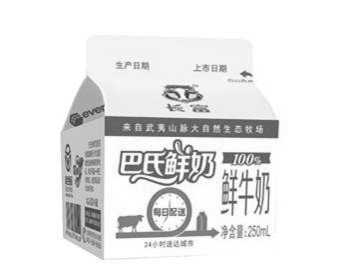 生产日期 上市日期
长富
来自武夷山脉大自然生态牧场
巴氏鲜奶
100%
鲜牛奶
每日配送
净含量:250mL
24小时送达城市
ever